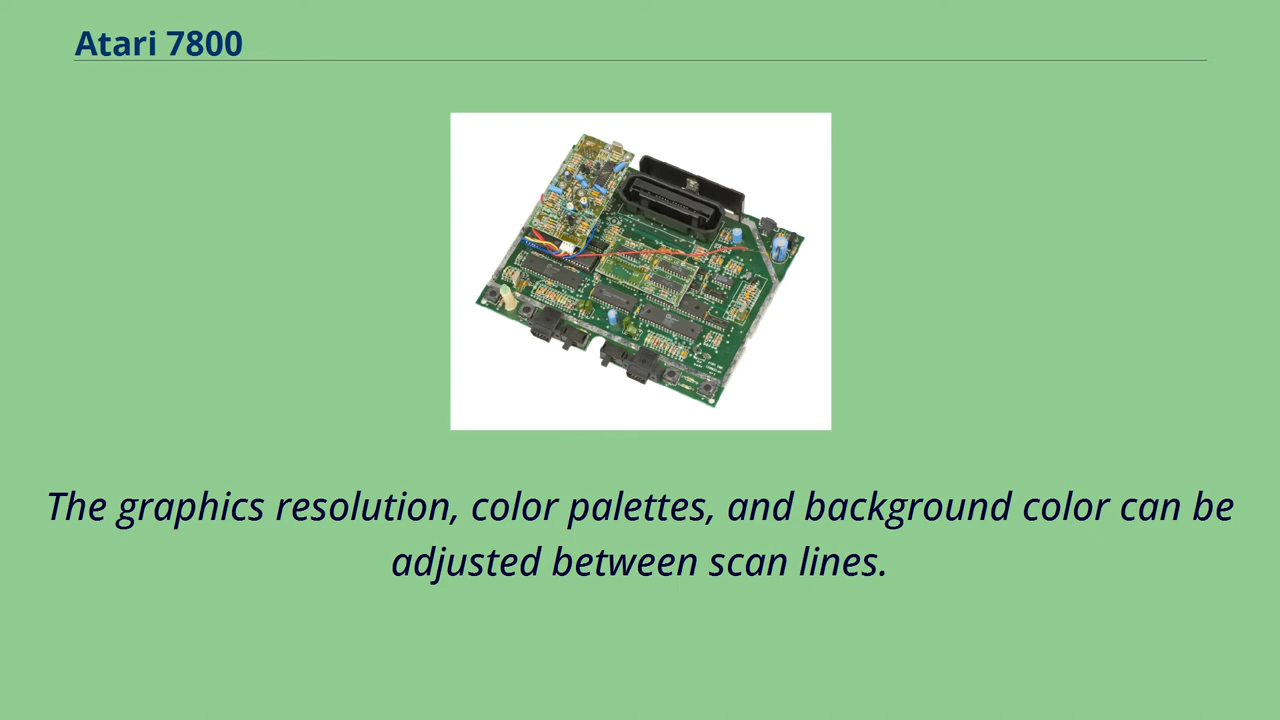 Atari 7800
The graphics resolution, color palettes, and background color can be
adjusted between scan lines.